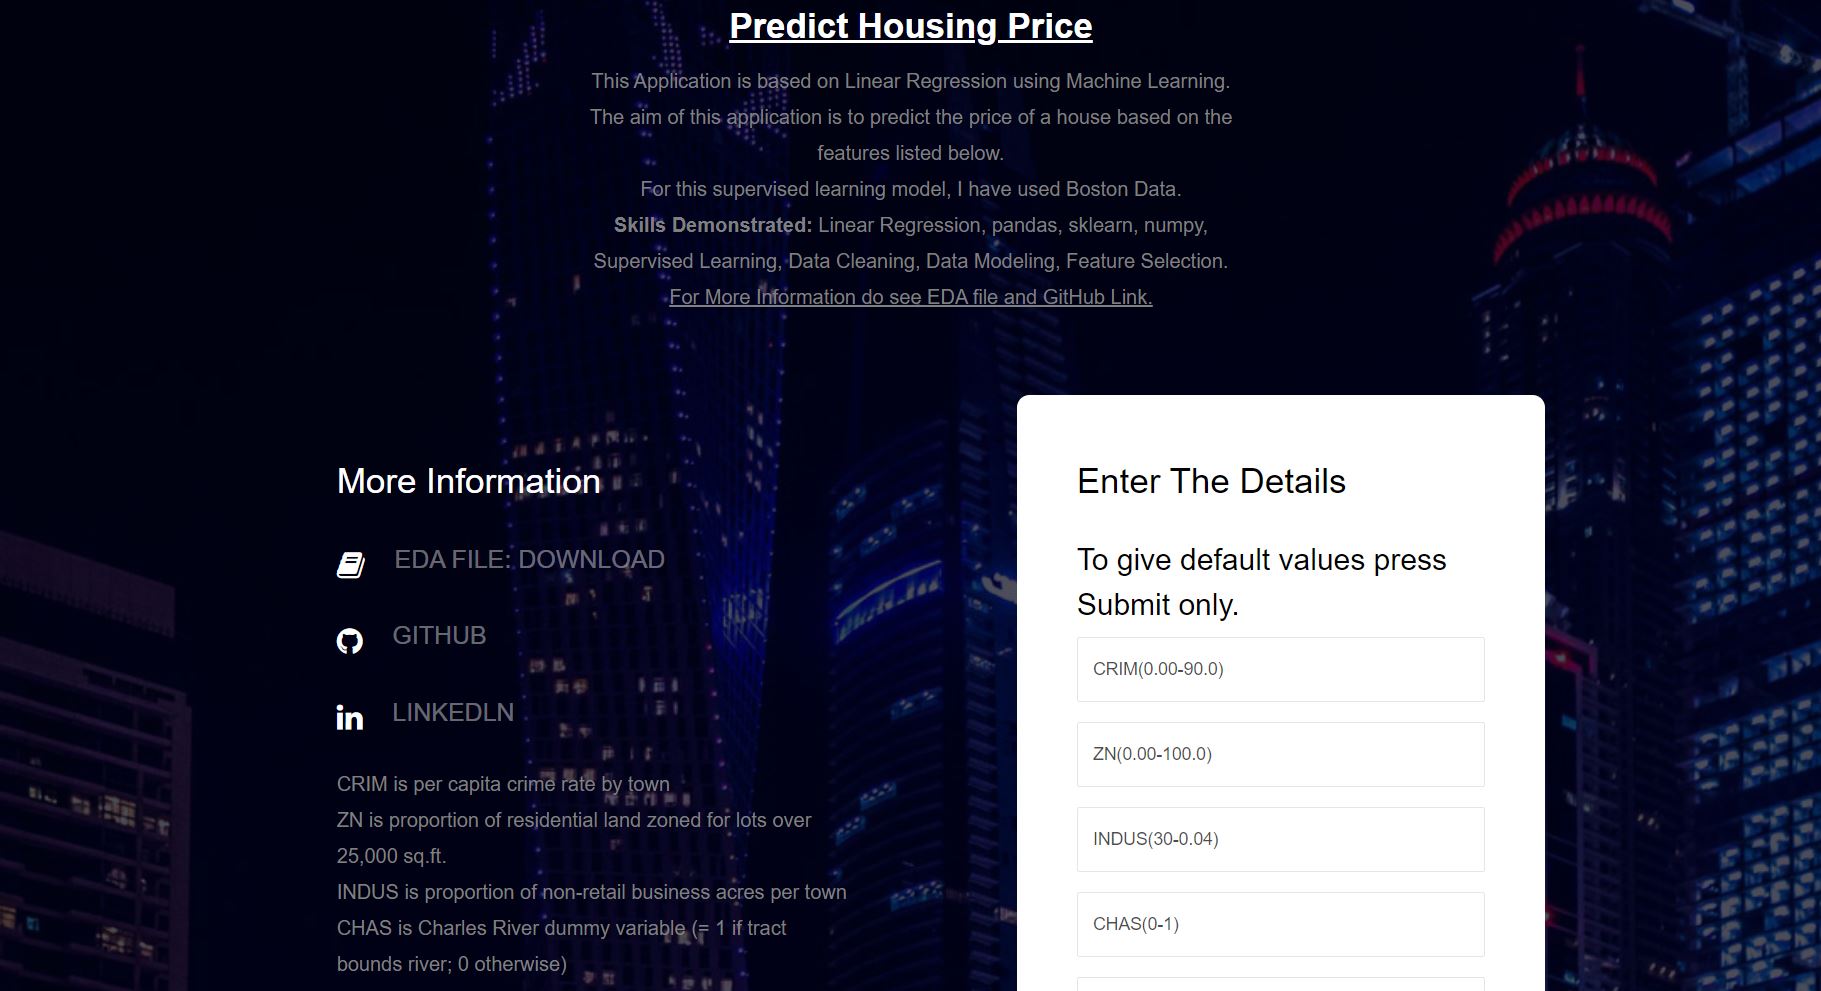 Predict Housing Price
This Application is based on Linear Regression using Machine Learning.
The aim of this application is to predict the price of a house based on the
features listed below.
For this supervised learning model, I have used Boston Data.
Skills Demonstrated: Linear Regression, pandas, sklearn, numpy,
Supervised Learning, Data Cleaning, Data Modeling, Feature Selection.
For More Information do see EDA file and GitHub Link.
More Information
EDA FILE: DOWNLOAD
GITHUB
in LINKEDLN
CRIM is per capita crime rate by town
ZN is proportion of residential land zoned for lots over
25,000 sq.ft.
INDUS is proportion of non-retail business acres per town
CHAS is Charles River dummy variable (= 1 if tract
bounds river; 0 otherwise)
Enter The Details
To give default values press
Submit only.
CRIM(0.00-90.0)
ZN(0.00-100.0)
INDUS(30-0.04)
CHAS(0-1)